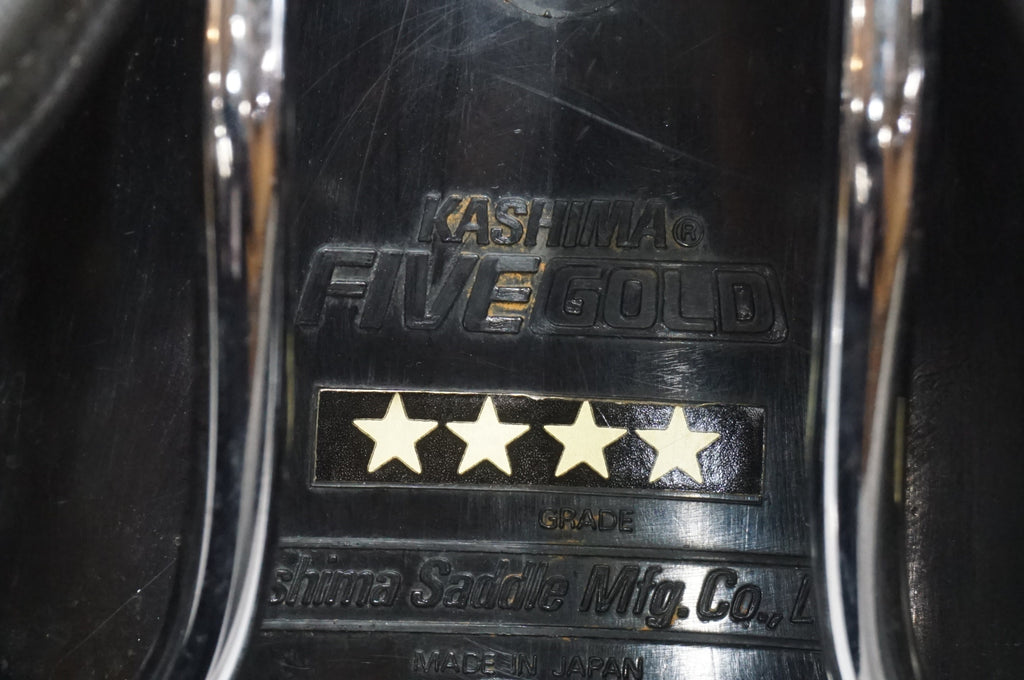 KASHIMA®
FIVE GOLD
GRADE
shima Saddle Mfg. Co., L
MADE IN JAPAN